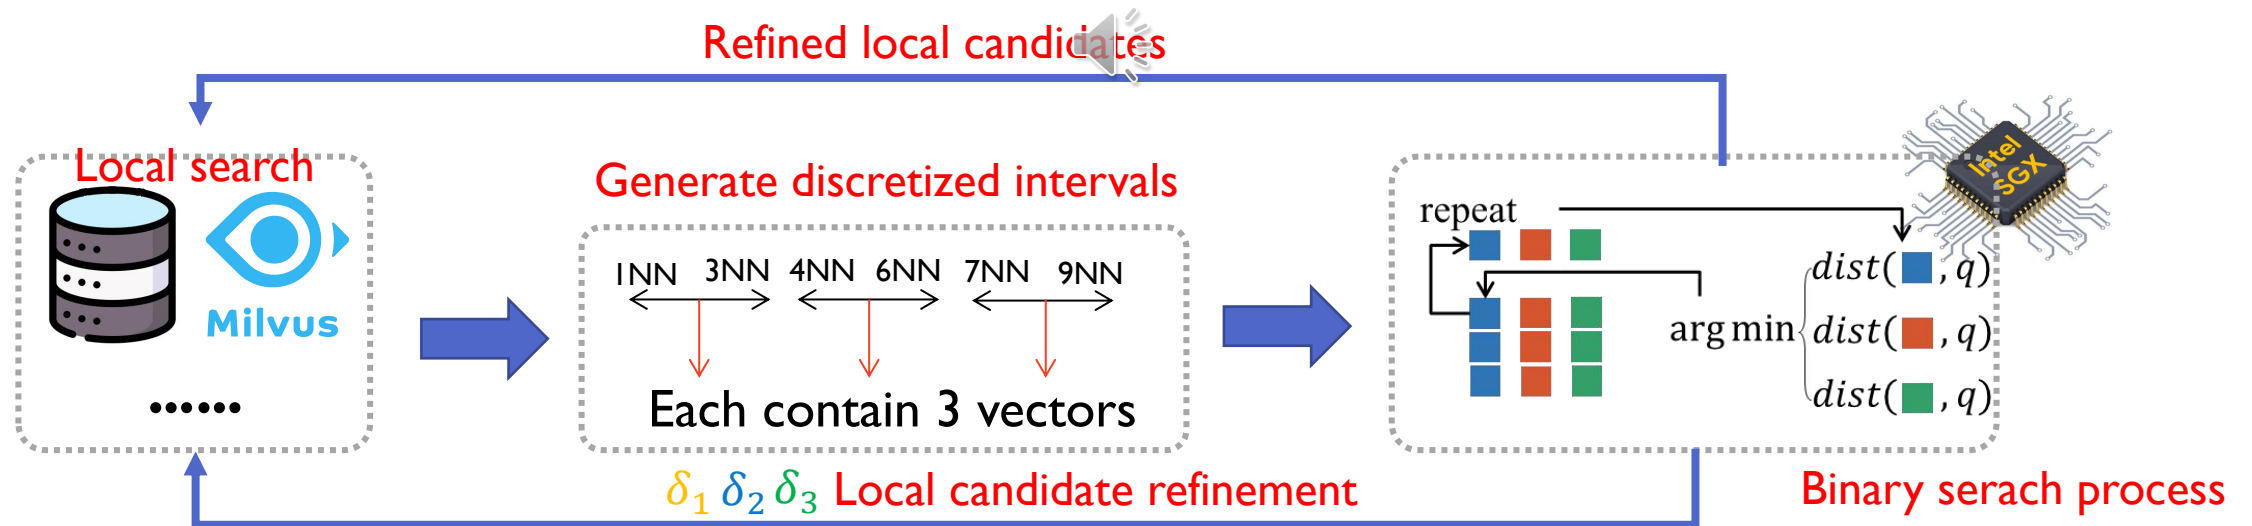 Refined local candidates
Local search
Milvus
......
Generate discretized intervals
1NN 3NN 4NN 6NN 7NN 9NN
Each contain 3 vectors
δ1 δ2 δ3 Local candidate refinement
Intel
SGX
repeat
dist( , q)
arg min dist( , q)
dist( , q)
Binary serach process